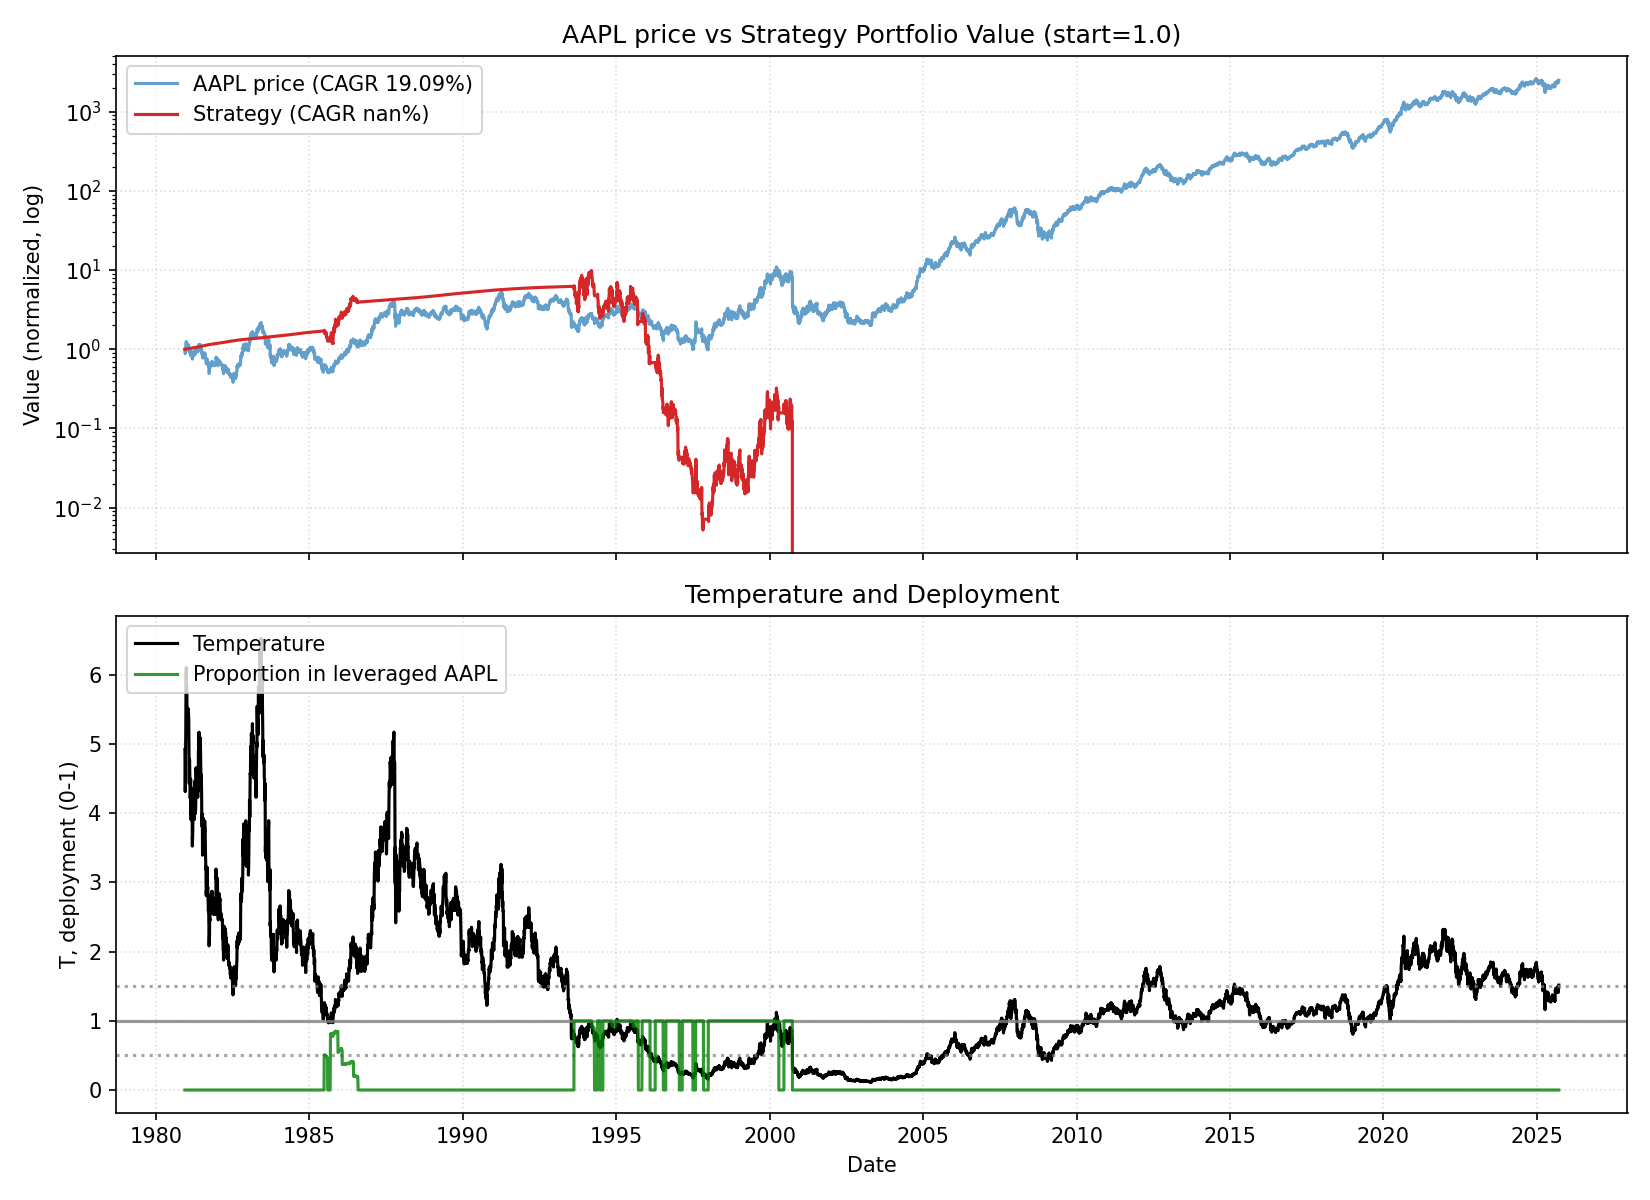 AAPL price vs Strategy Portfolio Value (start=1.0)
AAPL price (CAGR 19.09%)
Strategy (CAGR nan%)
Value (normalized, log)
10³
10²
10¹
10⁰
10⁻¹
10⁻²
Temperature and Deployment
Temperature
Proportion in leveraged AAPL
T, deployment (0-1)
6
5
4
3
2
1
0
1980 1985 1990 1995 2000 2005 2010 2015 2020 2025
Date